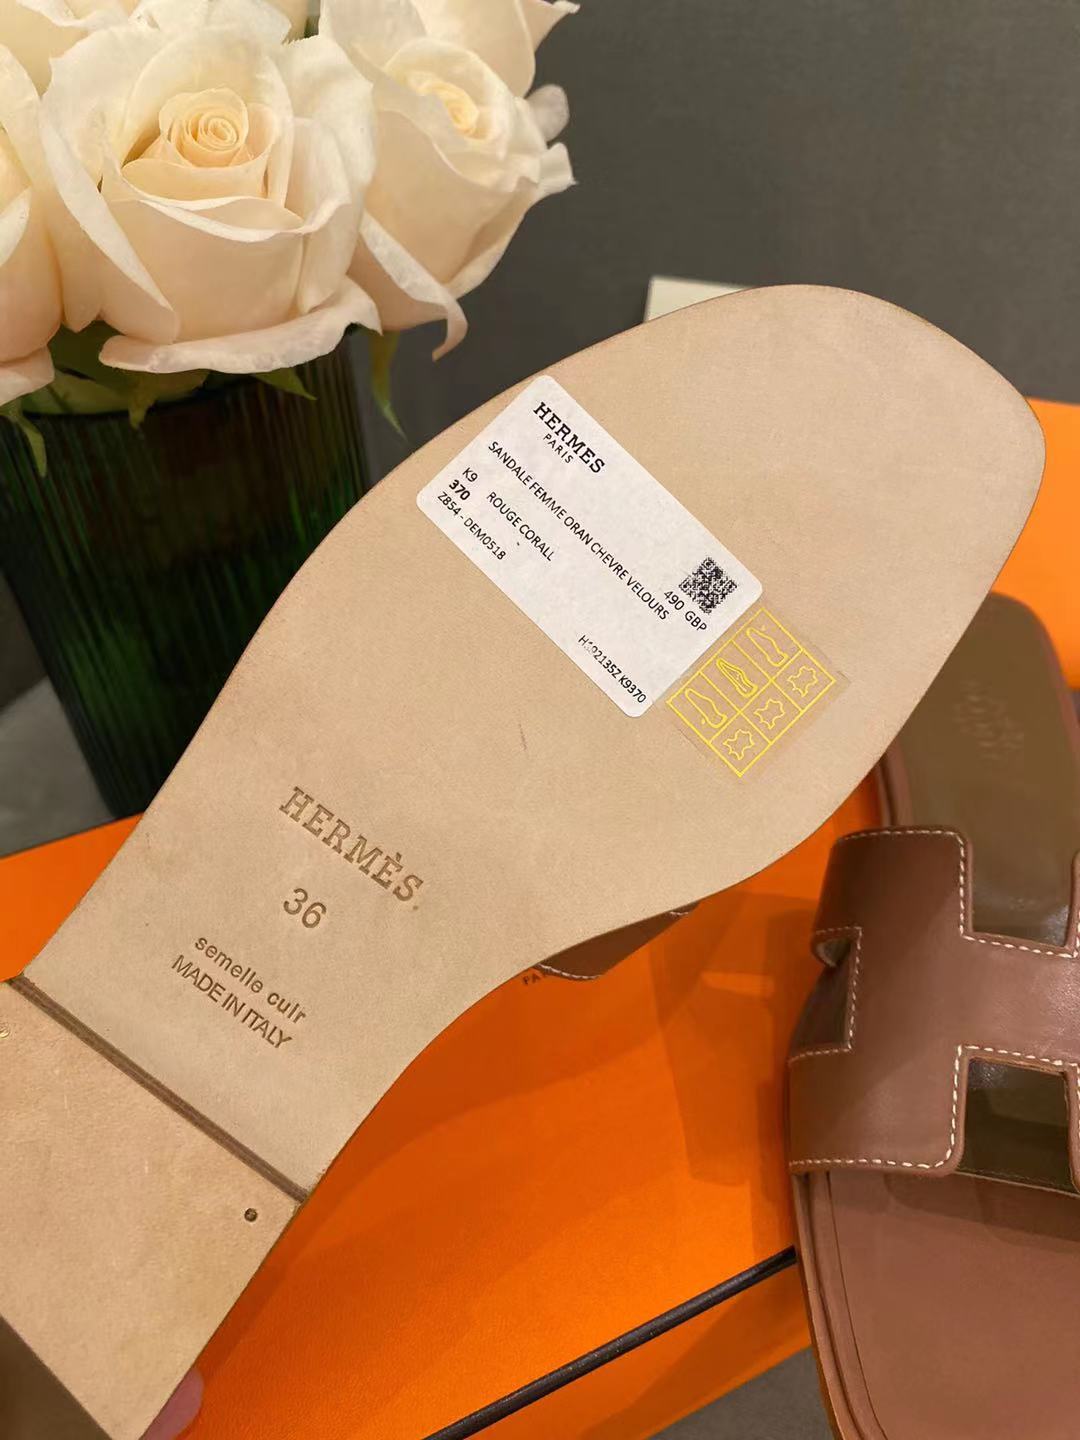 HERMES
PARIS
SANDALE FEMME ORAN CHEVRE VELOURS
K9 ROUGE CORALL
370
Z854 - DEM0518
490 GBP
K9370
HERMÈS
36
semelle cuir
MADE IN ITALY